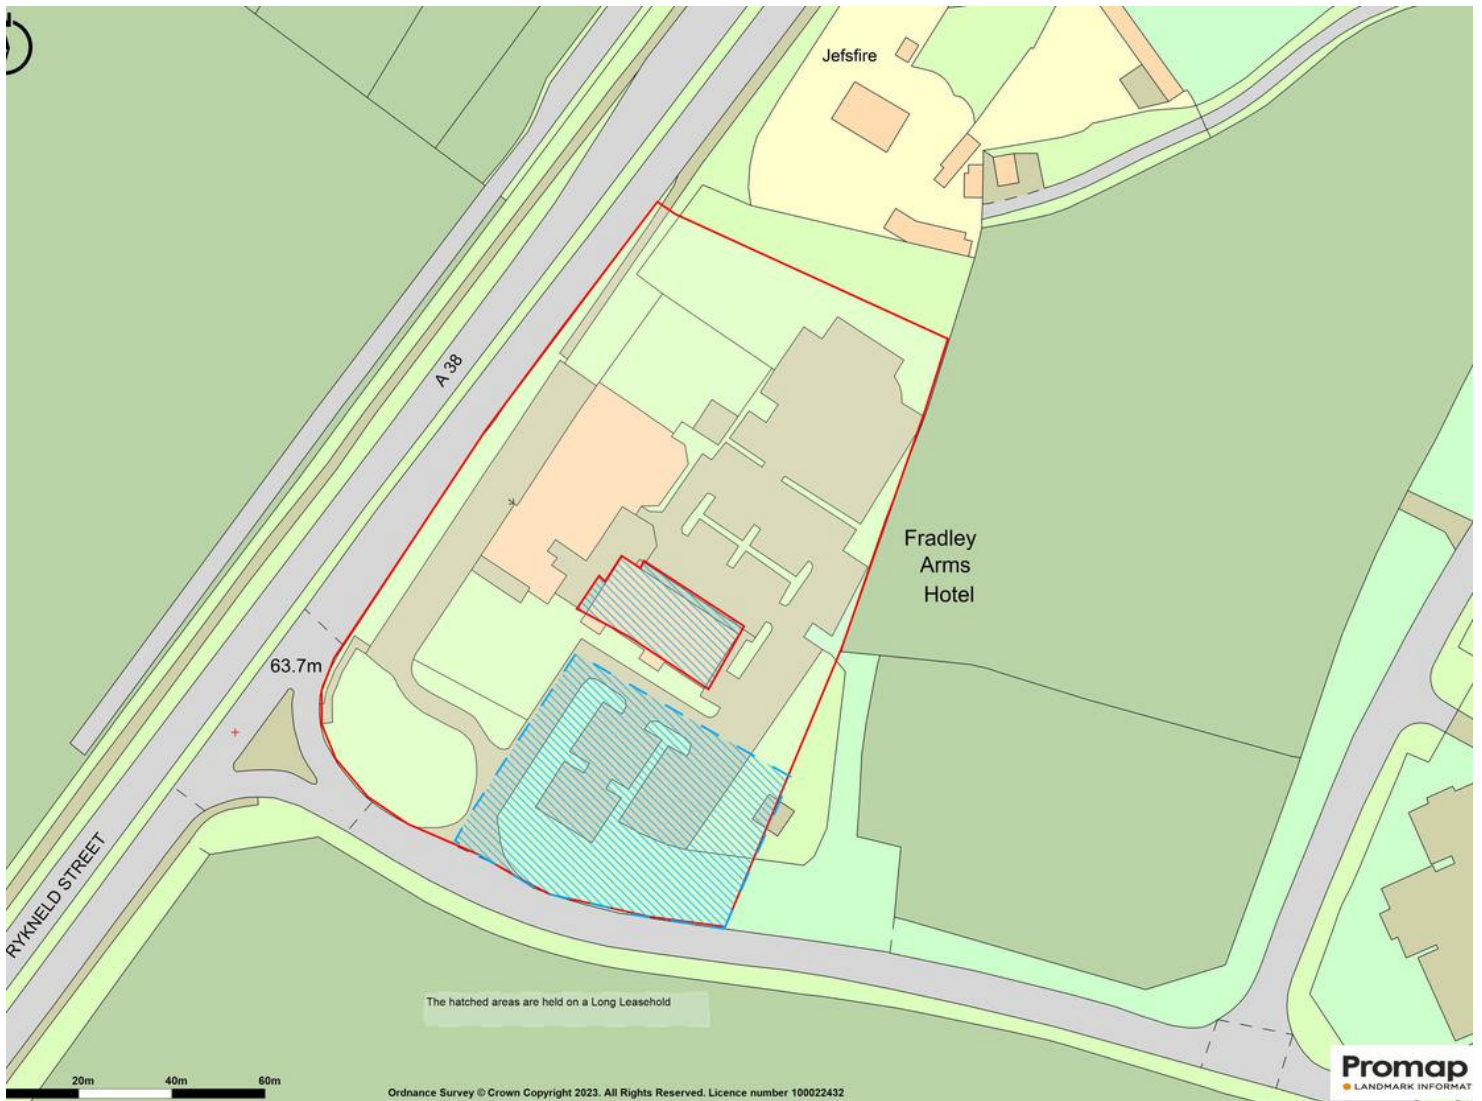 Jefsfire
A 38
Fradley
Arms
Hotel
63.7m
RYKNELD STREET
The hatched areas are held on a Long Leasehold
20m 40m 60m
Ordnance Survey © Crown Copyright 2023. All Rights Reserved. Licence number 100022432
Promap
LANDMARK INFORMAT